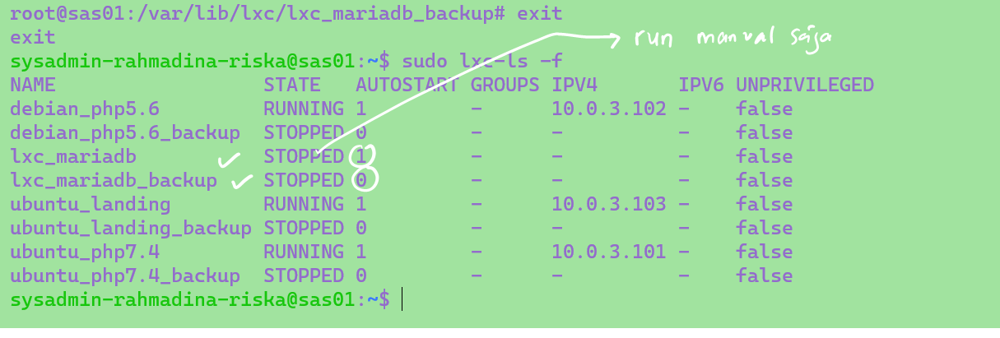 root@sas01:/var/lib/lxc/lxc_mariadb_backup# exit
exit
run manual saja
sysadmin-rahmadina-riska@sas01:~$ sudo lxc-ls -f
NAME STATE AUTOSTART GROUPS IPV4 IPV6 UNPRIVILEGED
debian_php5.6 RUNNING 1 - 10.0.3.102 - false
debian_php5.6_backup STOPPED 0 - - - false
lxc_mariadb STOPPED 1 - - - false
lxc_mariadb_backup STOPPED 0 - - - false
ubuntu_landing RUNNING 1 - 10.0.3.103 - false
ubuntu_landing_backup STOPPED 0 - - - false
ubuntu_php7.4 RUNNING 1 - 10.0.3.101 - false
ubuntu_php7.4_backup STOPPED 0 - - - false
sysadmin-rahmadina-riska@sas01:~$